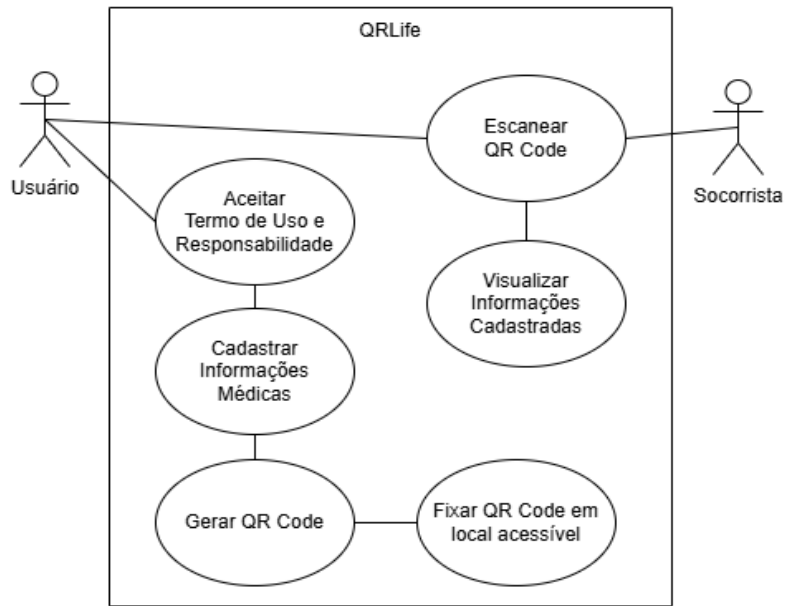 QRLife
Usuário
Escanear
QR Code
Socorrista
Aceitar
Termo de Uso e
Responsabilidade
Visualizar
Informações
Cadastradas
Cadastrar
Informações
Médicas
Gerar QR Code
Fixar QR Code em
local acessível